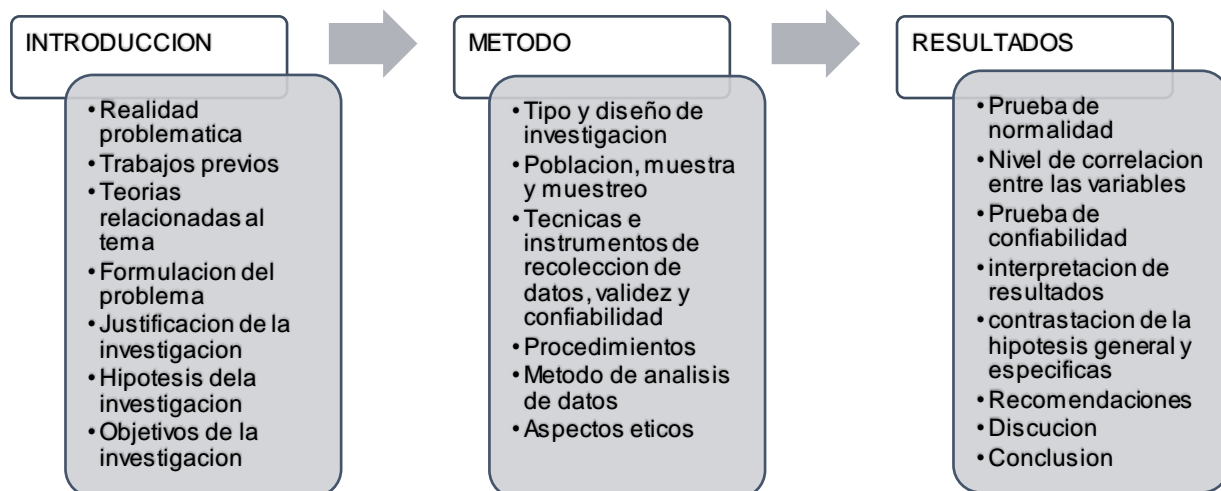 INTRODUCCION
• Realidad
problematica
• Trabajos previos
• Teorias
relacionadas al
tema
• Formulacion del
problema
• Justificacion de la
investigacion
• Hipotesis dela
investigacion
• Objetivos de la
investigacion
METODO
• Tipo y diseño de
investigacion
• Poblacion, muestra
y muestreo
• Tecnicas e
instrumentos de
recoleccion de
datos, validez y
confiabilidad
• Procedimientos
• Metodo de analisis
de datos
• Aspectos eticos
RESULTADOS
• Prueba de
normalidad
• Nivel de correlacion
entre las variables
• Prueba de
confiabilidad
• interpretacion de
resultados
• contrastacion de la
hipotesis general y
especificas
• Recomendaciones
• Discucion
• Conclusion